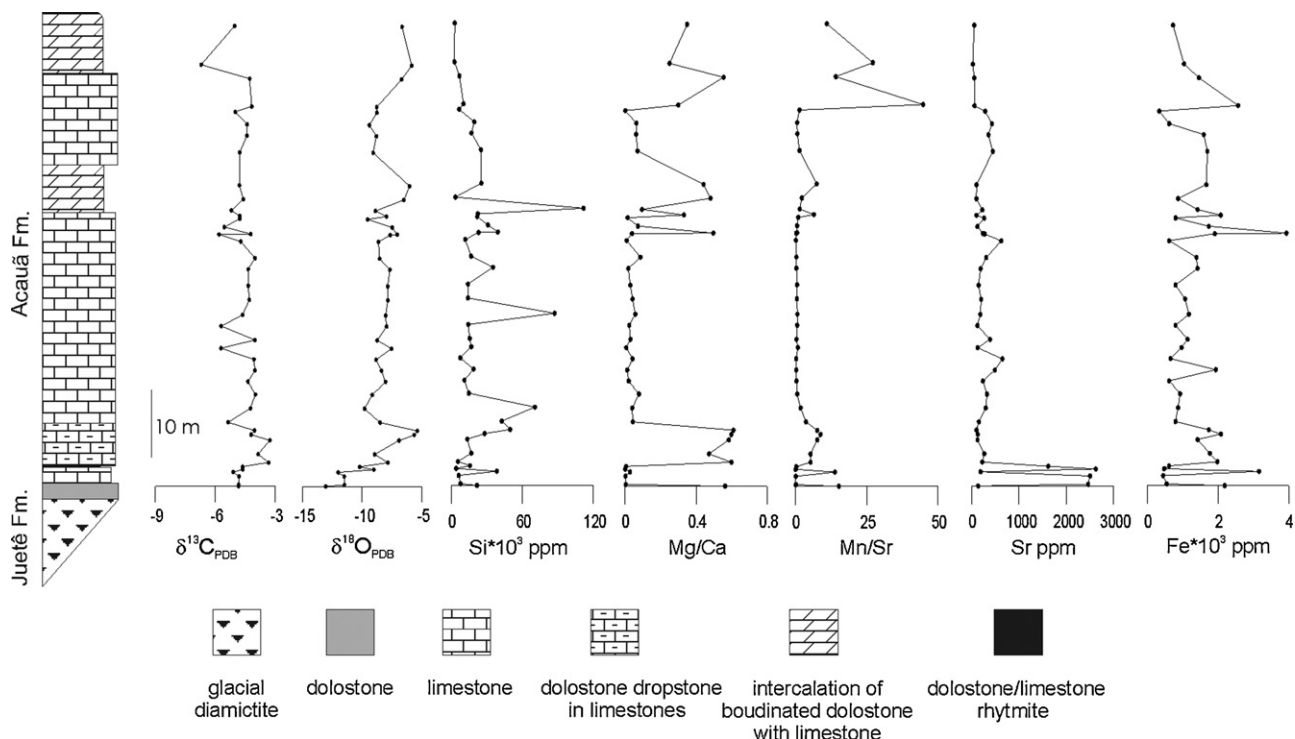 Acauã Fm.
Juetê Fm.
10 m
-9 -6 -3
δ13CPDB
-15 -10 -5
δ18OPDB
0 60 120
Si*10³ ppm
0 0.4 0.8
Mg/Ca
0 25 50
Mn/Sr
0 1000 2000 3000
Sr ppm
0 2 4
Fe*10³ ppm
glacial
diamictite
dolostone
limestone
dolostone dropstone
in limestones
intercalation of
boudinated dolostone
with limestone
dolostone/limestone
rhytmite